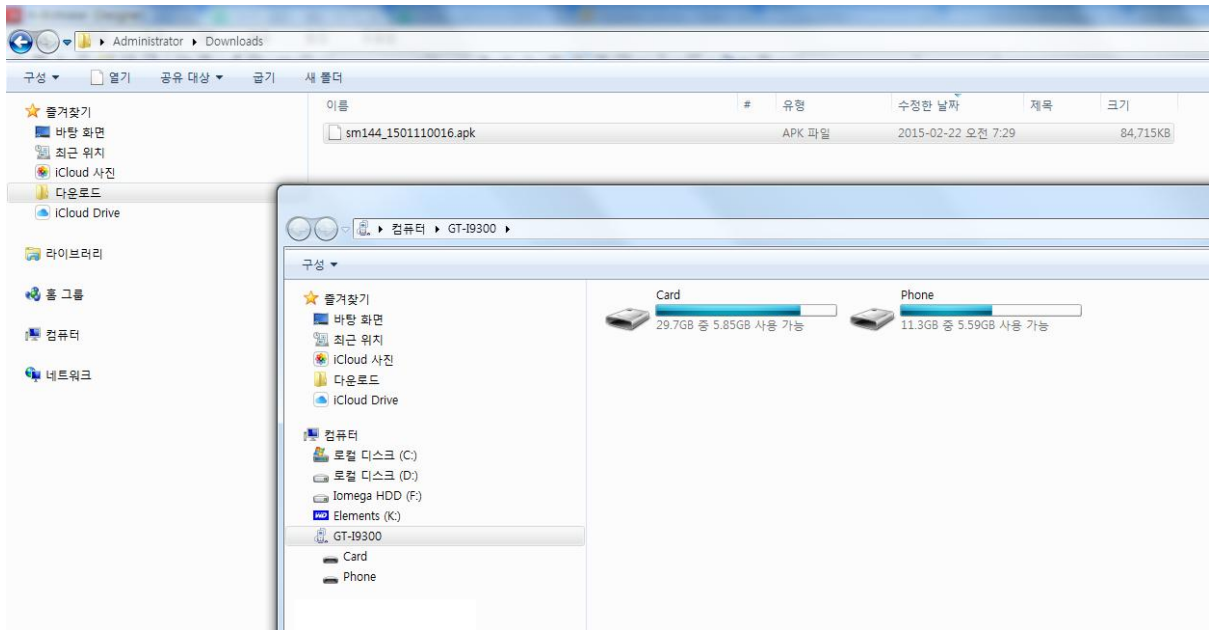 Administrator ▸ Downloads
구성 열기 공유 대상 굽기 새 폴더
이름 # 유형 수정한 날짜 제목 크기
sm144_1501110016.apk APK 파일 2015-02-22 오전 7:29 84,715KB
즐겨찾기
바탕 화면
최근 위치
iCloud 사진
다운로드
iCloud Drive
라이브러리
홈 그룹
컴퓨터
네트워크
컴퓨터 ▸ GT-I9300 ▸
구성
즐겨찾기
바탕 화면
최근 위치
iCloud 사진
다운로드
iCloud Drive
컴퓨터
로컬 디스크 (C:)
로컬 디스크 (D:)
Iomega HDD (F:)
Elements (K:)
GT-I9300
Card
Phone
Card
29.7GB 중 5.85GB 사용 가능
Phone
11.3GB 중 5.59GB 사용 가능